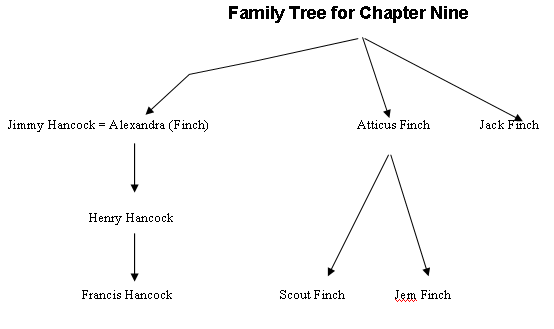 Family Tree for Chapter Nine
Jimmy Hancock = Alexandra (Finch)
Atticus Finch
Jack Finch
Henry Hancock
Francis Hancock
Scout Finch
Jem Finch